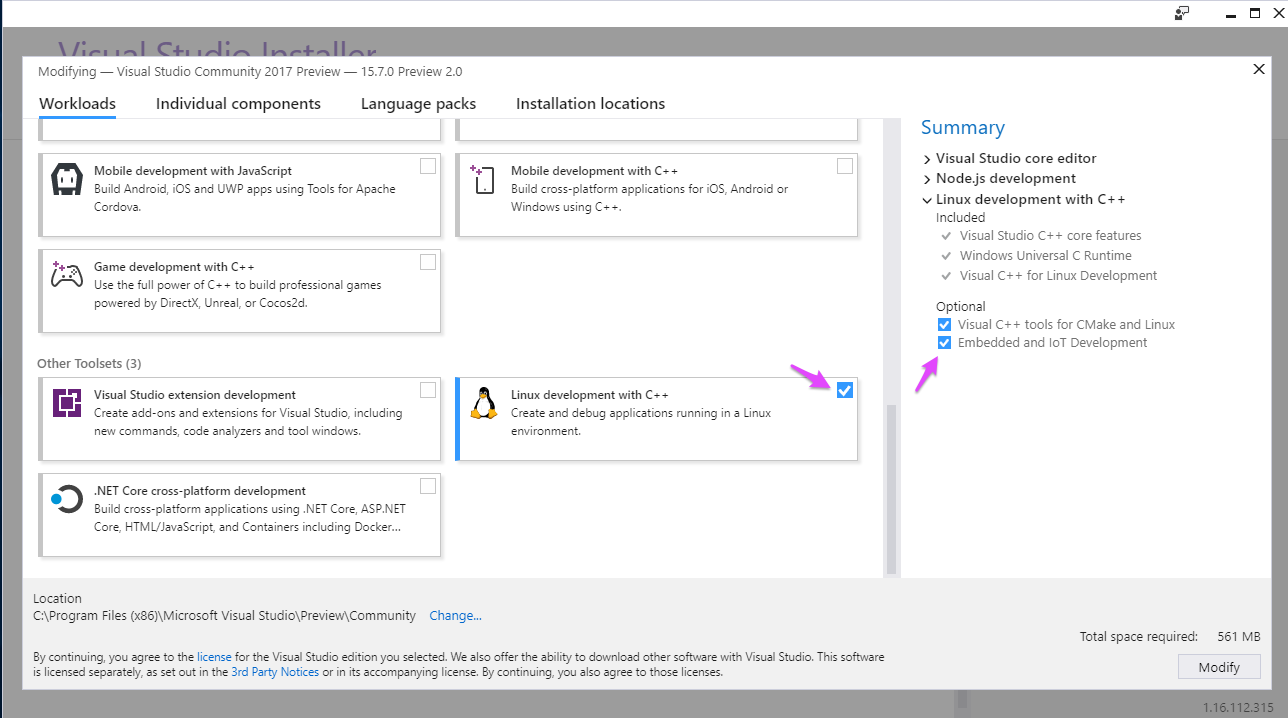 Visual Studio Installer
Modifying — Visual Studio Community 2017 Preview — 15.7.0 Preview 2.0
Workloads
Individual components
Language packs
Installation locations
Mobile development with JavaScript
Build Android, iOS and UWP apps using Tools for Apache
Cordova.
Mobile development with C++
Build cross-platform applications for iOS, Android or
Windows using C++.
Game development with C++
Use the full power of C++ to build professional games
powered by DirectX, Unreal, or Cocos2d.
Other Toolsets (3)
Visual Studio extension development
Create add-ons and extensions for Visual Studio, including
new commands, code analyzers and tool windows.
Linux development with C++
Create and debug applications running in a Linux
environment.
.NET Core cross-platform development
Build cross-platform applications using .NET Core, ASP.NET
Core, HTML/JavaScript, and Containers including Docker...
Summary
Visual Studio core editor
Node.js development
Linux development with C++
Included
Visual Studio C++ core features
Windows Universal C Runtime
Visual C++ for Linux Development
Optional
Visual C++ tools for CMake and Linux
Embedded and IoT Development
Location
C:\Program Files (x86)\Microsoft Visual Studio\Preview\Community Change...
Total space required: 561 MB
By continuing, you agree to the license for the Visual Studio edition you selected. We also offer the ability to download other software with Visual Studio. This software
is licensed separately, as set out in the 3rd Party Notices or in its accompanying license. By continuing, you also agree to those licenses.
Modify
1.16.112.315